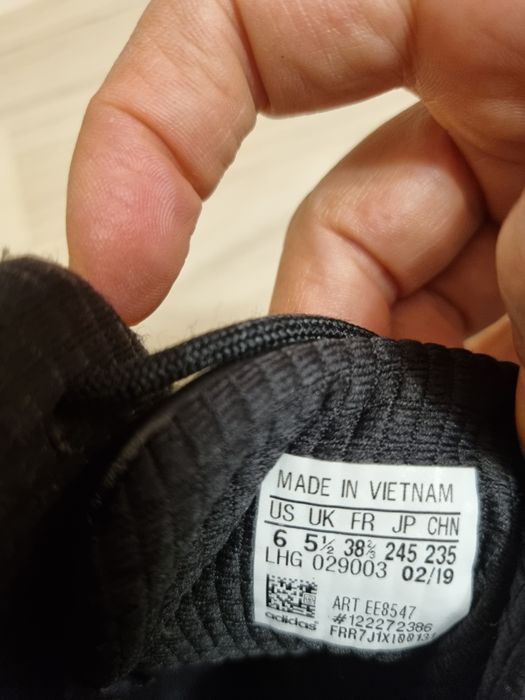 MADE IN VIETNAM
US UK FR JP CHN
6 5½ 38⅔ 245 235
LHG 029003 02/19
adidas
ART EE8547
#122272386